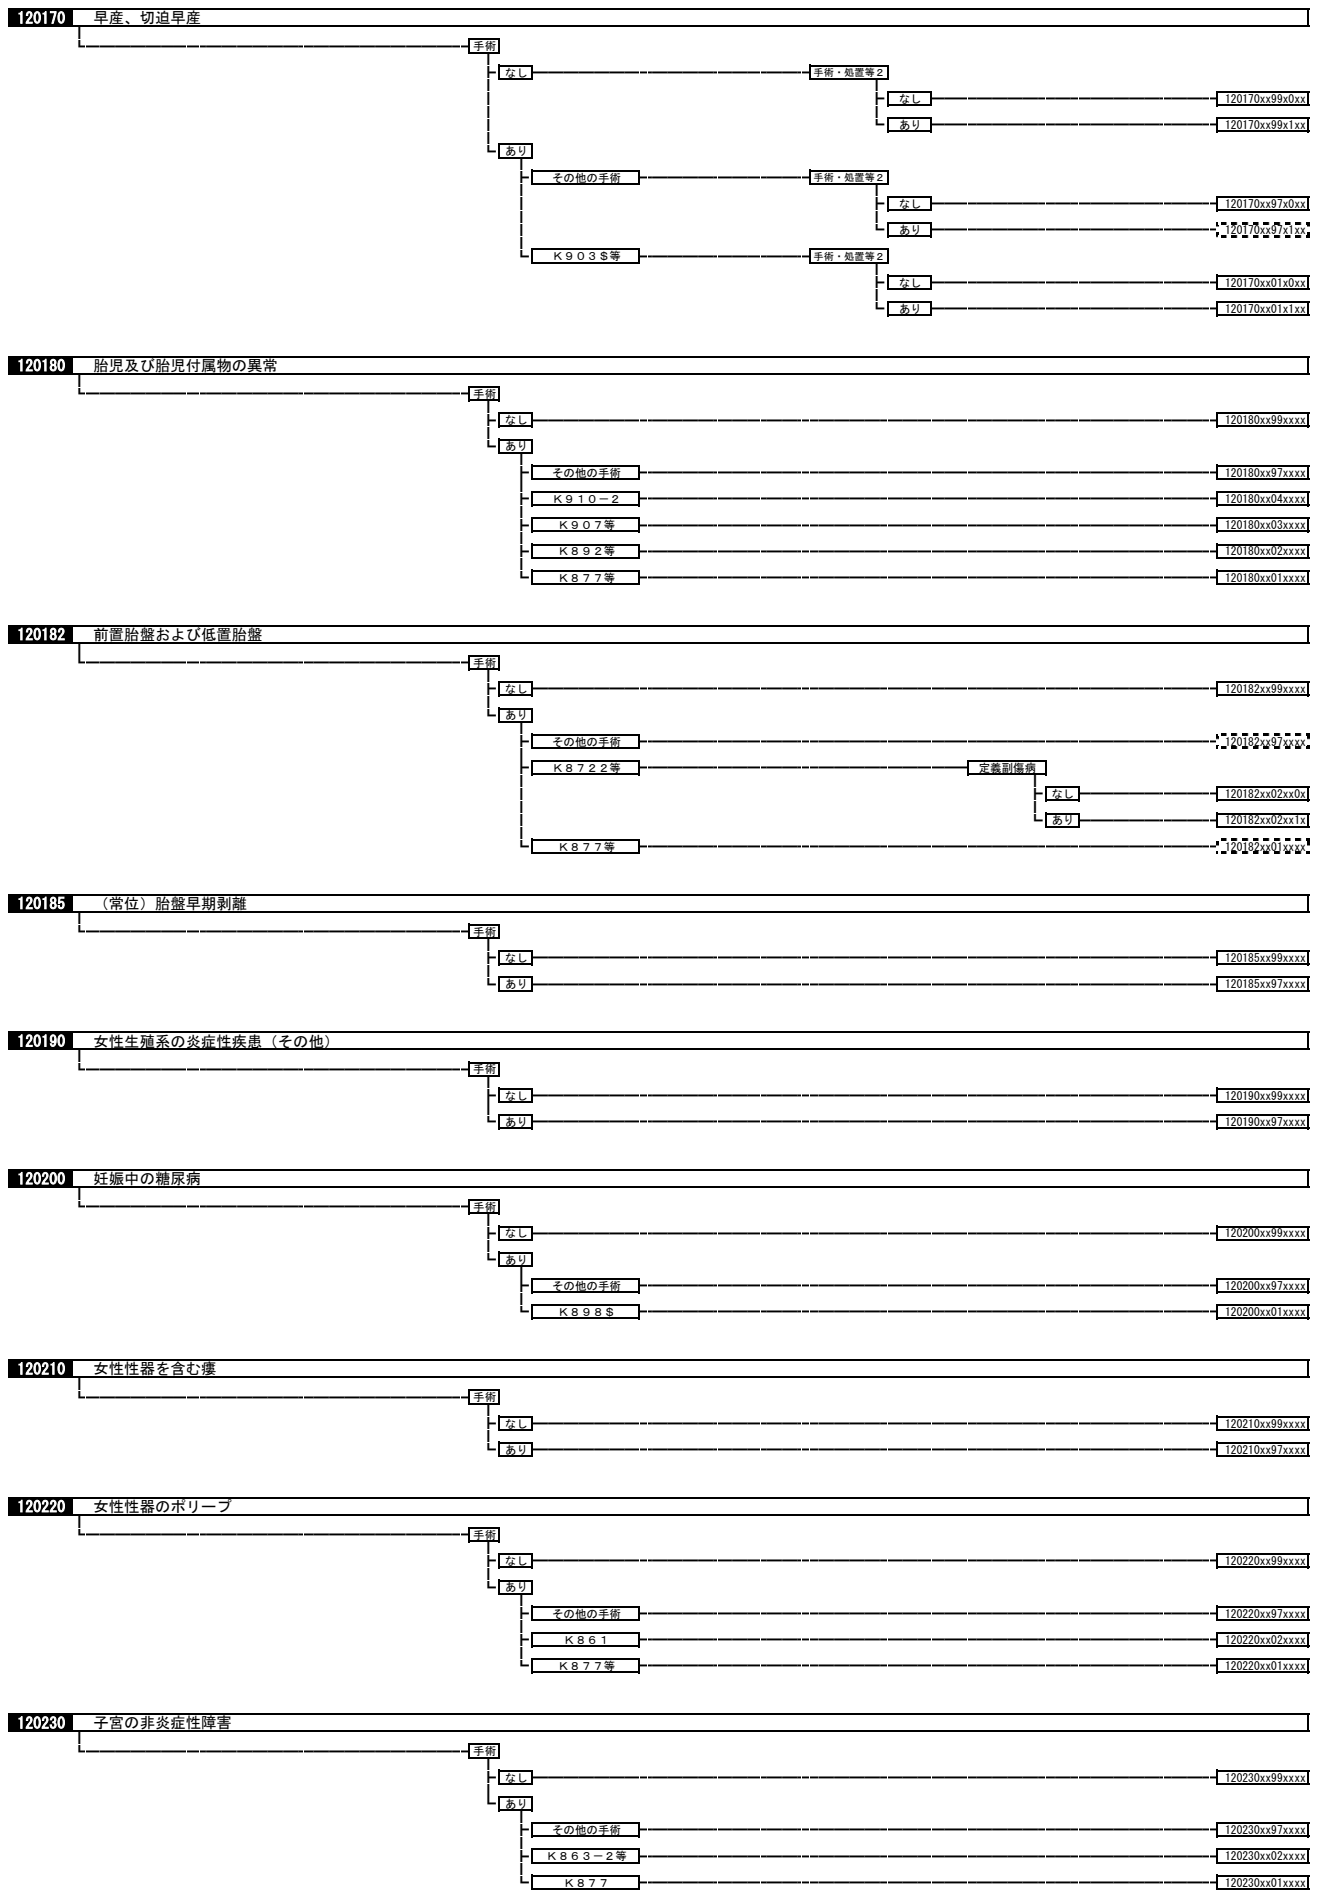 120170 早産、切迫早産
手術
なし 手術・処置等２
なし 120170xx99x0xx
あり 120170xx99x1xx
あり
その他の手術 手術・処置等２
なし 120170xx97x0xx
あり 120170xx97x1xx
Ｋ９０３＄等 手術・処置等２
なし 120170xx01x0xx
あり 120170xx01x1xx
120180 胎児及び胎児付属物の異常
手術
なし 120180xx99xxxx
あり
その他の手術 120180xx97xxxx
Ｋ９１０－２ 120180xx04xxxx
Ｋ９０７等 120180xx03xxxx
Ｋ８９２等 120180xx02xxxx
Ｋ８７７等 120180xx01xxxx
120182 前置胎盤および低置胎盤
手術
なし 120182xx99xxxx
あり
その他の手術 120182xx97xxxx
Ｋ８７２２等 定義副傷病
なし 120182xx02xx0x
あり 120182xx02xx1x
Ｋ８７７等 120182xx01xxxx
120185 （常位）胎盤早期剥離
手術
なし 120185xx99xxxx
あり 120185xx97xxxx
120190 女性生殖系の炎症性疾患（その他）
手術
なし 120190xx99xxxx
あり 120190xx97xxxx
120200 妊娠中の糖尿病
手術
なし 120200xx99xxxx
あり
その他の手術 120200xx97xxxx
Ｋ８９８＄ 120200xx01xxxx
120210 女性性器を含む瘻
手術
なし 120210xx99xxxx
あり 120210xx97xxxx
120220 女性性器のポリープ
手術
なし 120220xx99xxxx
あり
その他の手術 120220xx97xxxx
Ｋ８６１ 120220xx02xxxx
Ｋ８７７等 120220xx01xxxx
120230 子宮の非炎症性障害
手術
なし 120230xx99xxxx
あり
その他の手術 120230xx97xxxx
Ｋ８６３－２等 120230xx02xxxx
Ｋ８７７ 120230xx01xxxx